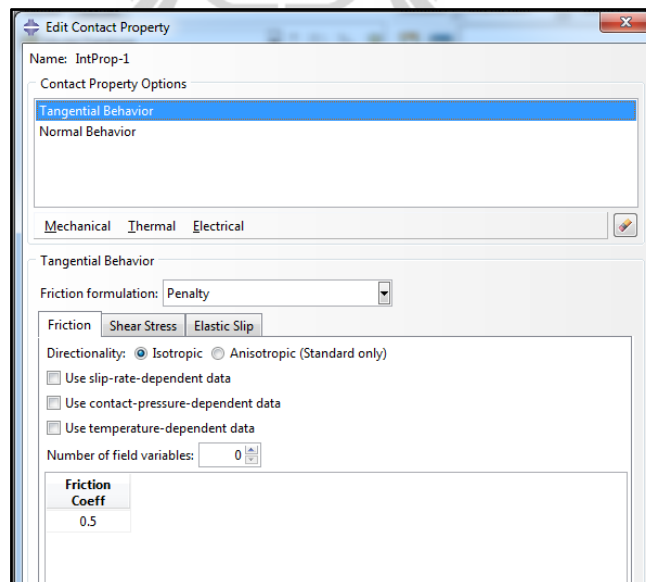 Edit Contact Property
Name: IntProp-1
Contact Property Options
Tangential Behavior
Normal Behavior
Mechanical Thermal Electrical
Tangential Behavior
Friction formulation: Penalty
Friction Shear Stress Elastic Slip
Directionality: Isotropic Anisotropic (Standard only)
Use slip-rate-dependent data
Use contact-pressure-dependent data
Use temperature-dependent data
Number of field variables: 0
Friction
Coeff
0.5